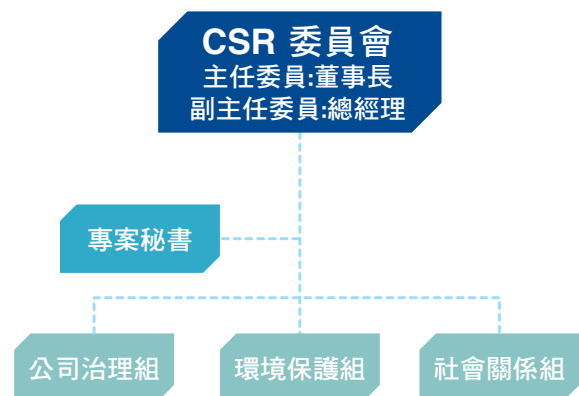 CSR 委員會
主任委員:董事長
副主任委員:總經理
專案秘書
公司治理組
環境保護組
社會關係組